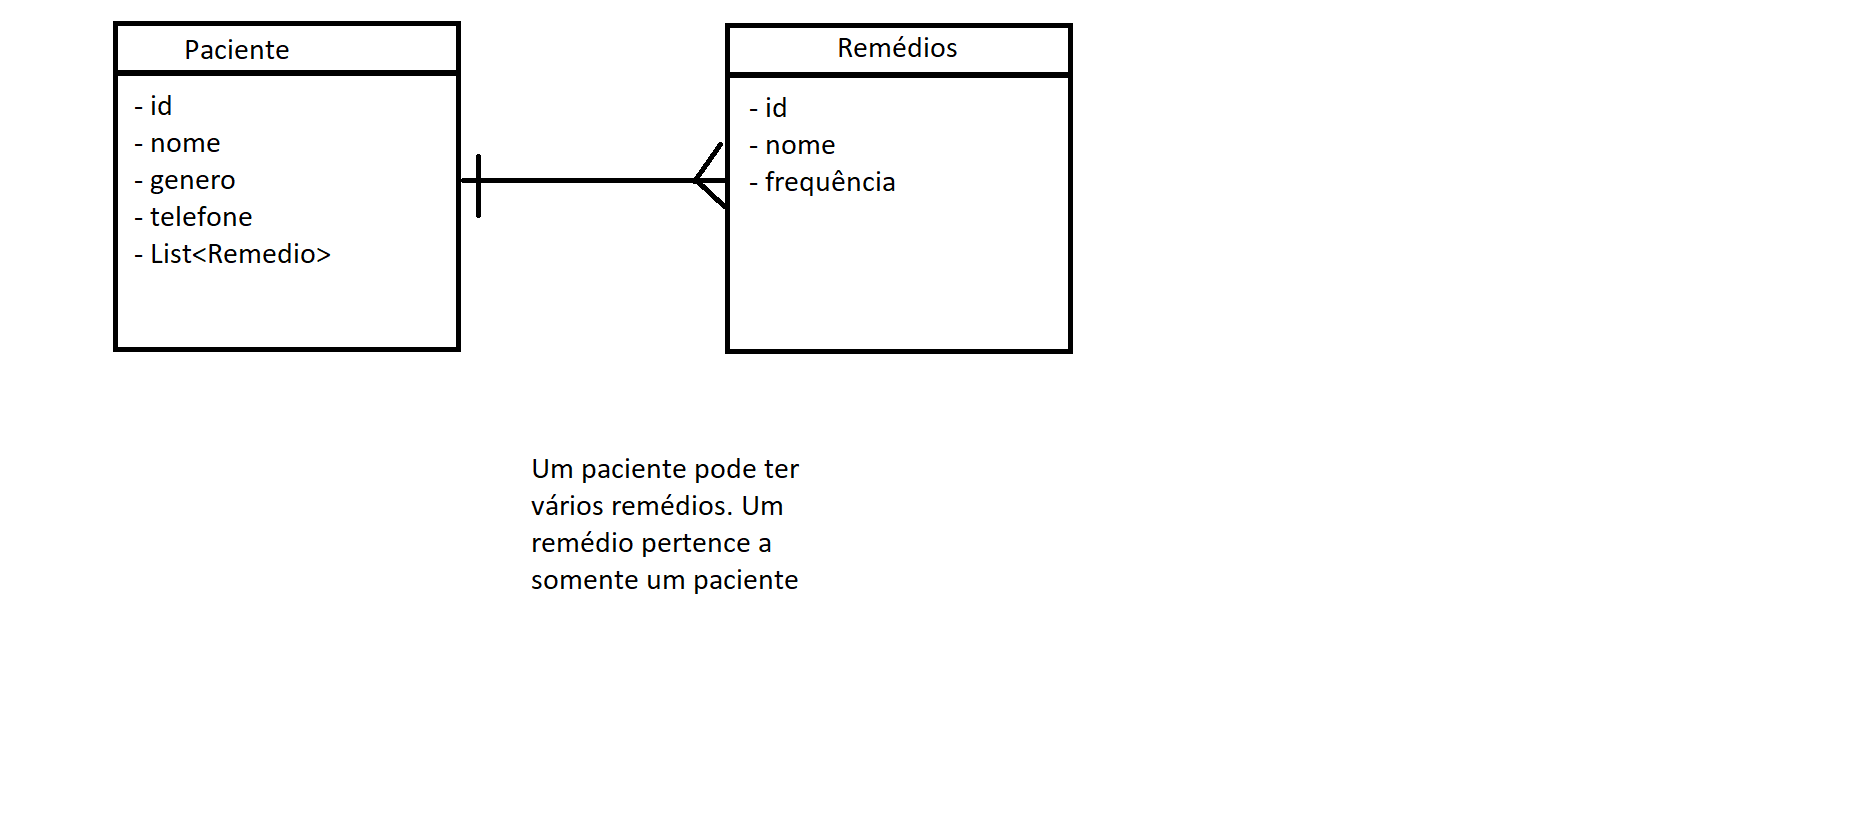 Paciente
- id
- nome
- genero
- telefone
- List<Remedio>
Remédios
- id
- nome
- frequência
Um paciente pode ter
vários remédios. Um
remédio pertence a
somente um paciente